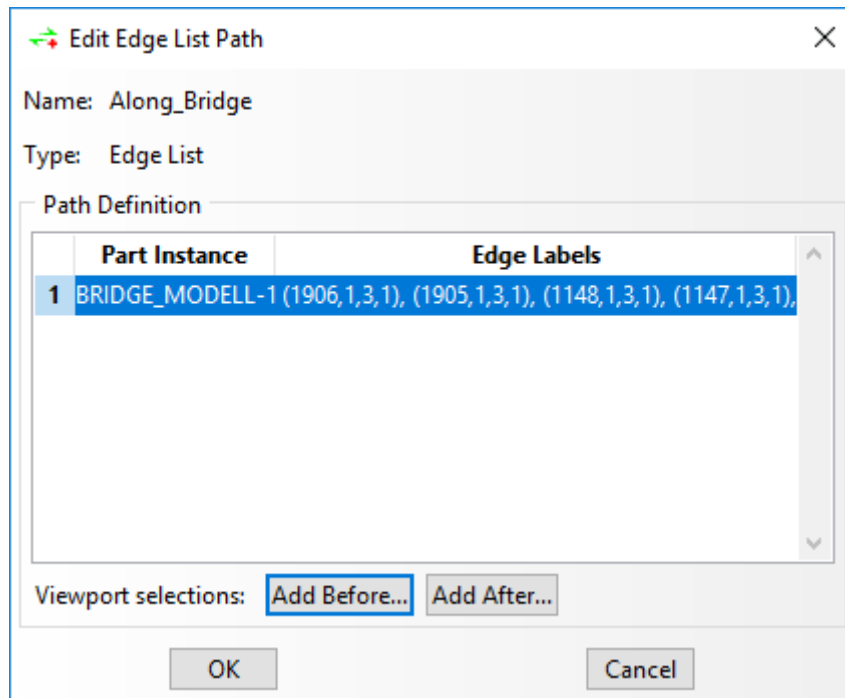 Edit Edge List Path
Name: Along_Bridge
Type: Edge List
Path Definition
Part Instance Edge Labels
1 BRIDGE_MODELL-1 (1906,1,3,1), (1905,1,3,1), (1148,1,3,1), (1147,1,3,1),
Viewport selections: Add Before... Add After...
OK Cancel